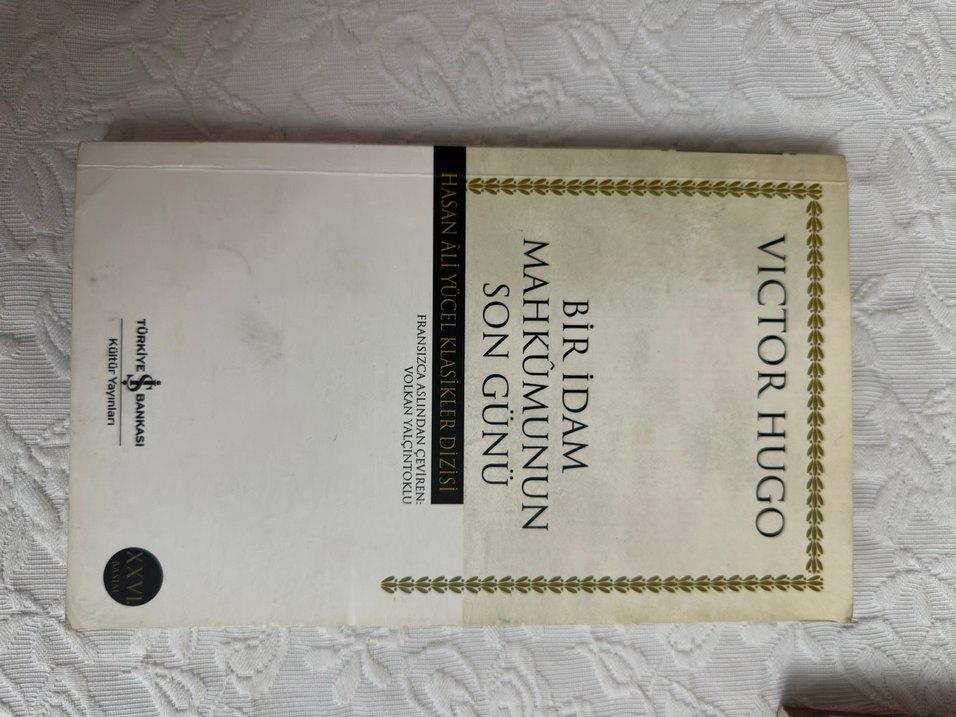 VICTOR HUGO
BİR İDAM
MAHKÛMUNUN
SON GÜNÜ
HASAN ÂLİ YÜCEL KLASİKLER DİZİSİ
FRANSIZCA ASLINDAN ÇEVİREN:
VOLKAN YALÇINTOKLU
TÜRKİYE İŞ BANKASI
Kültür Yayınları
XXVI.
BASIM